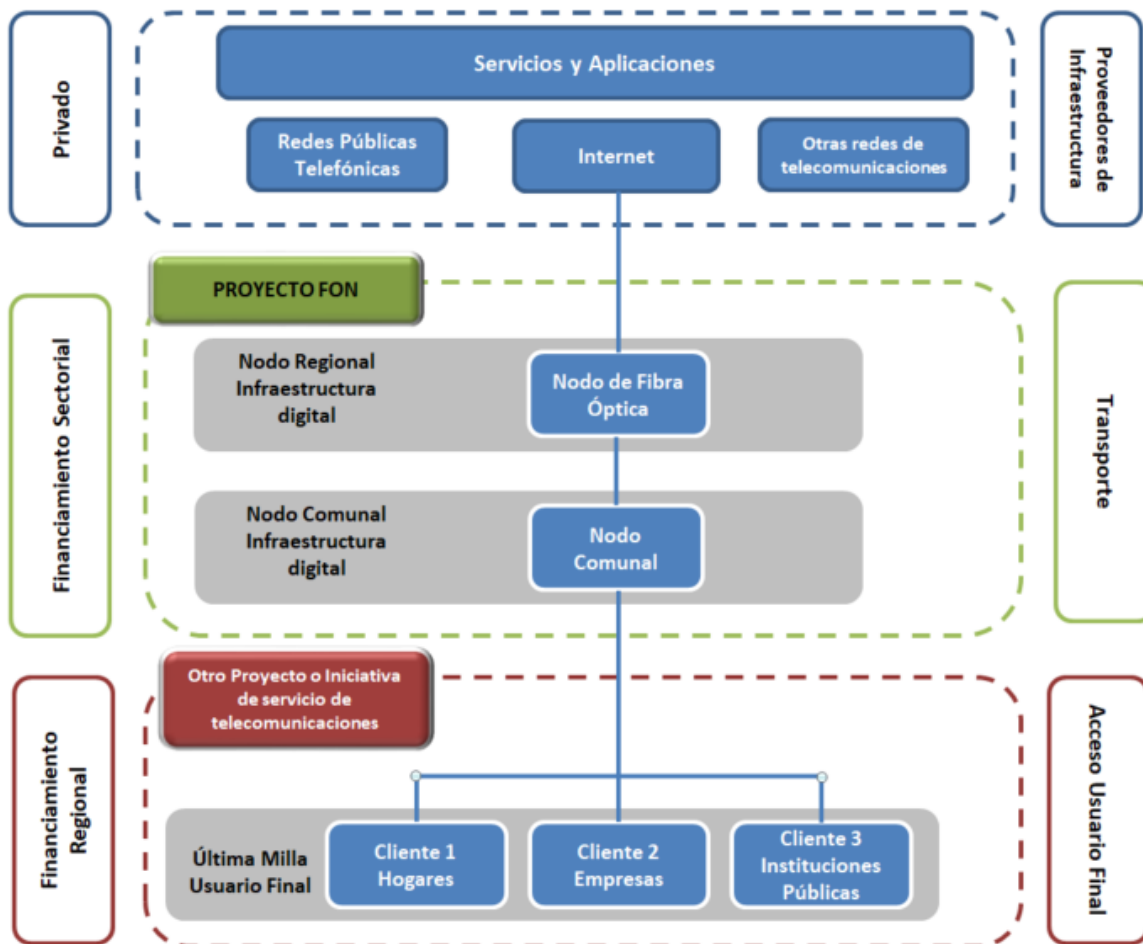 Privado
Servicios y Aplicaciones
Redes Públicas
Telefónicas
Internet
Otras redes de
telecomunicaciones
Proveedores de
Infraestructura
Financiamiento Sectorial
PROYECTO FON
Nodo Regional
Infraestructura
digital
Nodo de Fibra
Óptica
Nodo Comunal
Infraestructura
digital
Nodo
Comunal
Transporte
Financiamiento
Regional
Otro Proyecto o Iniciativa
de servicio de
telecomunicaciones
Última Milla
Usuario Final
Cliente 1
Hogares
Cliente 2
Empresas
Cliente 3
Instituciones
Públicas
Acceso Usuario Final